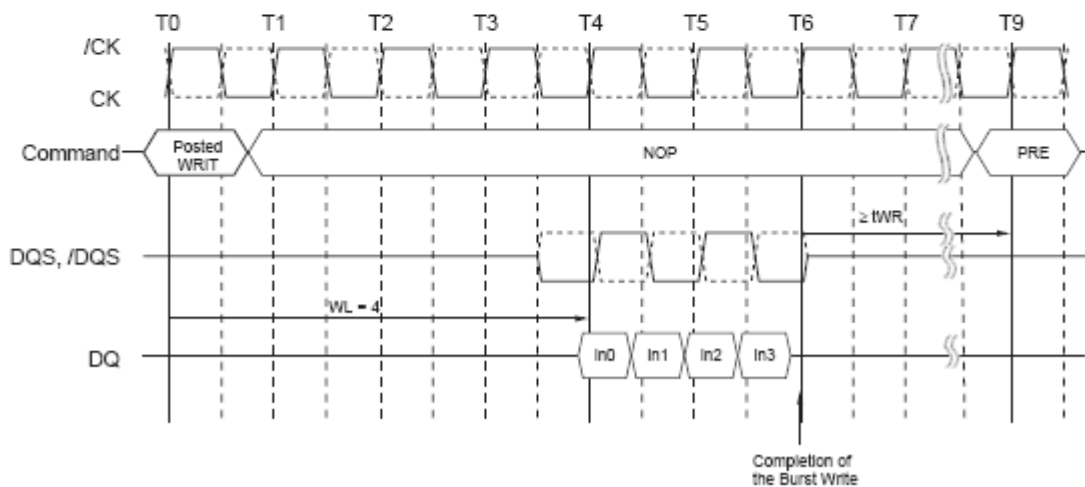 T0 T1 T2 T3 T4 T5 T6 T7 T9
/CK
CK
Command
Posted
WRIT
NOP
PRE
≥ tWR
DQS, /DQS
WL = 4
DQ
In0 In1 In2 In3
Completion of
the Burst Write